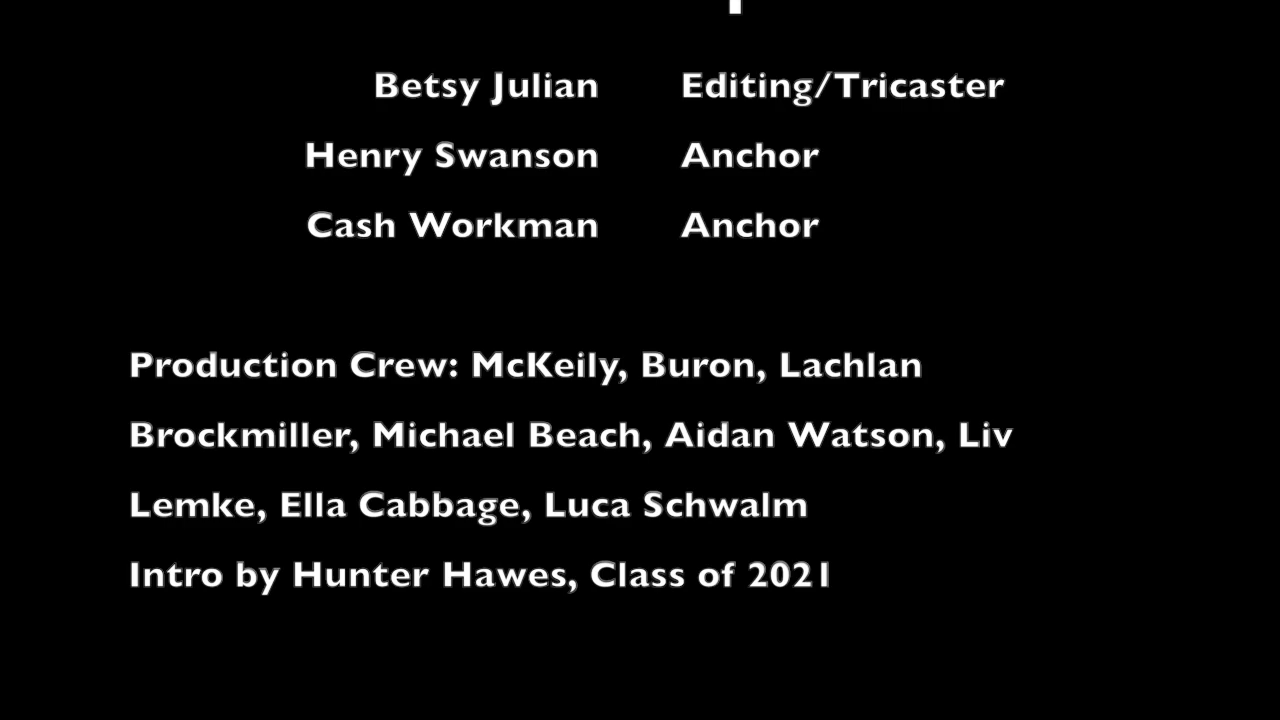 Betsy Julian Editing/Tricaster
Henry Swanson Anchor
Cash Workman Anchor
Production Crew: McKeily, Buron, Lachlan
Brockmiller, Michael Beach, Aidan Watson, Liv
Lemke, Ella Cabbage, Luca Schwalm
Intro by Hunter Hawes, Class of 2021